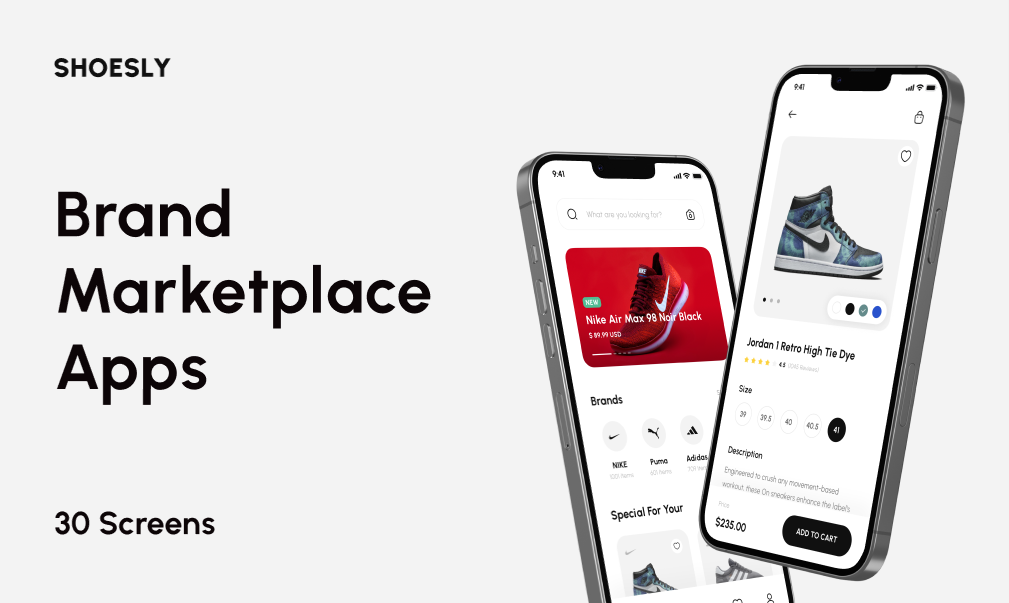 SHOESLY
Brand
Marketplace
Apps
30 Screens
9:41
What are you looking for?
NEW
Nike Air Max 98 Noir Black
$ 89,99 USD
Brands
NIKE
Puma
Adidas
Special For Your
9:41
Jordan 1 Retro High Tie Dye
4.5
Size
39
39.5
40
40.5
41
Description
Engineered to crush any movement-based
workout, these On sneakers enhance the label's
Price
$235.00
ADD TO CART